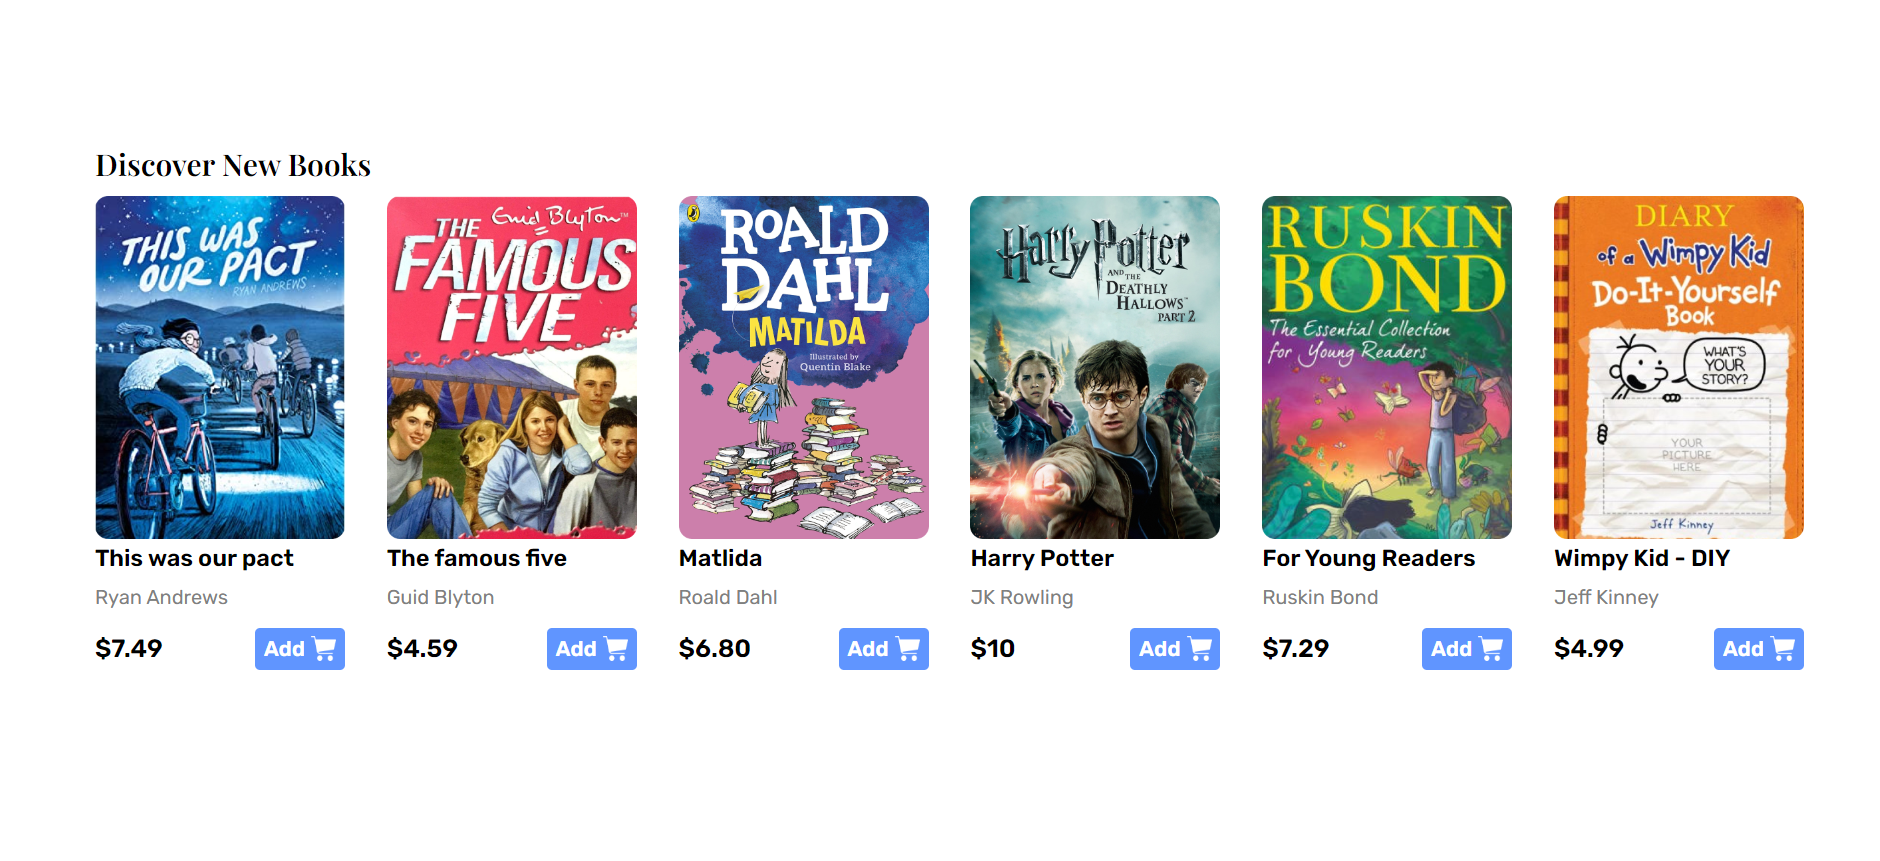 Discover New Books
THIS WAS
OUR PACT
RYAN ANDREWS
Enid Blyton™
THE
FAMOUS
FIVE
ROALD
DAHL
MATILDA
Illustrated by
Quentin Blake
Harry Potter
AND THE
DEATHLY
HALLOWS™
PART 2
RUSKIN
BOND
The Essential Collection
for Young Readers
DIARY
of a Wimpy Kid
Do-It-Yourself
Book
WHAT'S
YOUR
STORY?
YOUR
PICTURE
HERE
Jeff Kinney
This was our pact
Ryan Andrews
$7.49
Add
The famous five
Guid Blyton
$4.59
Add
Matlida
Roald Dahl
$6.80
Add
Harry Potter
JK Rowling
$10
Add
For Young Readers
Ruskin Bond
$7.29
Add
Wimpy Kid - DIY
Jeff Kinney
$4.99
Add